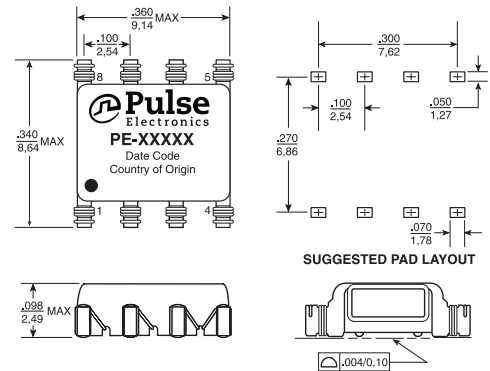 .360
9,14 MAX
.100
2,54
8
5
Pulse
Electronics
PE-XXXXX
Date Code
Country of Origin
1
4
.340
8,64 MAX
.300
7,62
.100
2,54
.050
1,27
.270
6,86
.070
1,78
SUGGESTED PAD LAYOUT
.098
2,49 MAX
.004/0,10